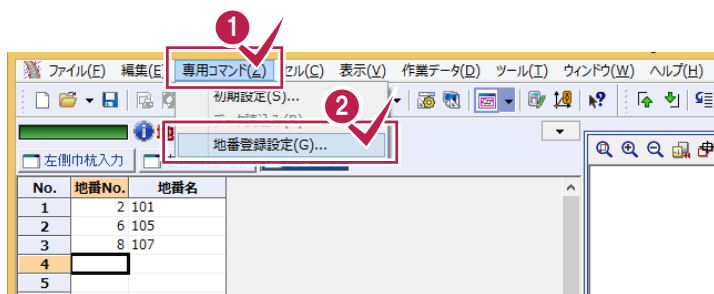 1
ファイル(F) 編集(E) 専用コマンド(Z) セル(C) 表示(V) 作業データ(D) ツール(T) ウィンドウ(W) ヘルプ(H)
初期設定(S)...
2
地番登録設定(G)...
左側巾杭入力
No. 地番No. 地番名
1 2 101
2 6 105
3 8 107
4
5